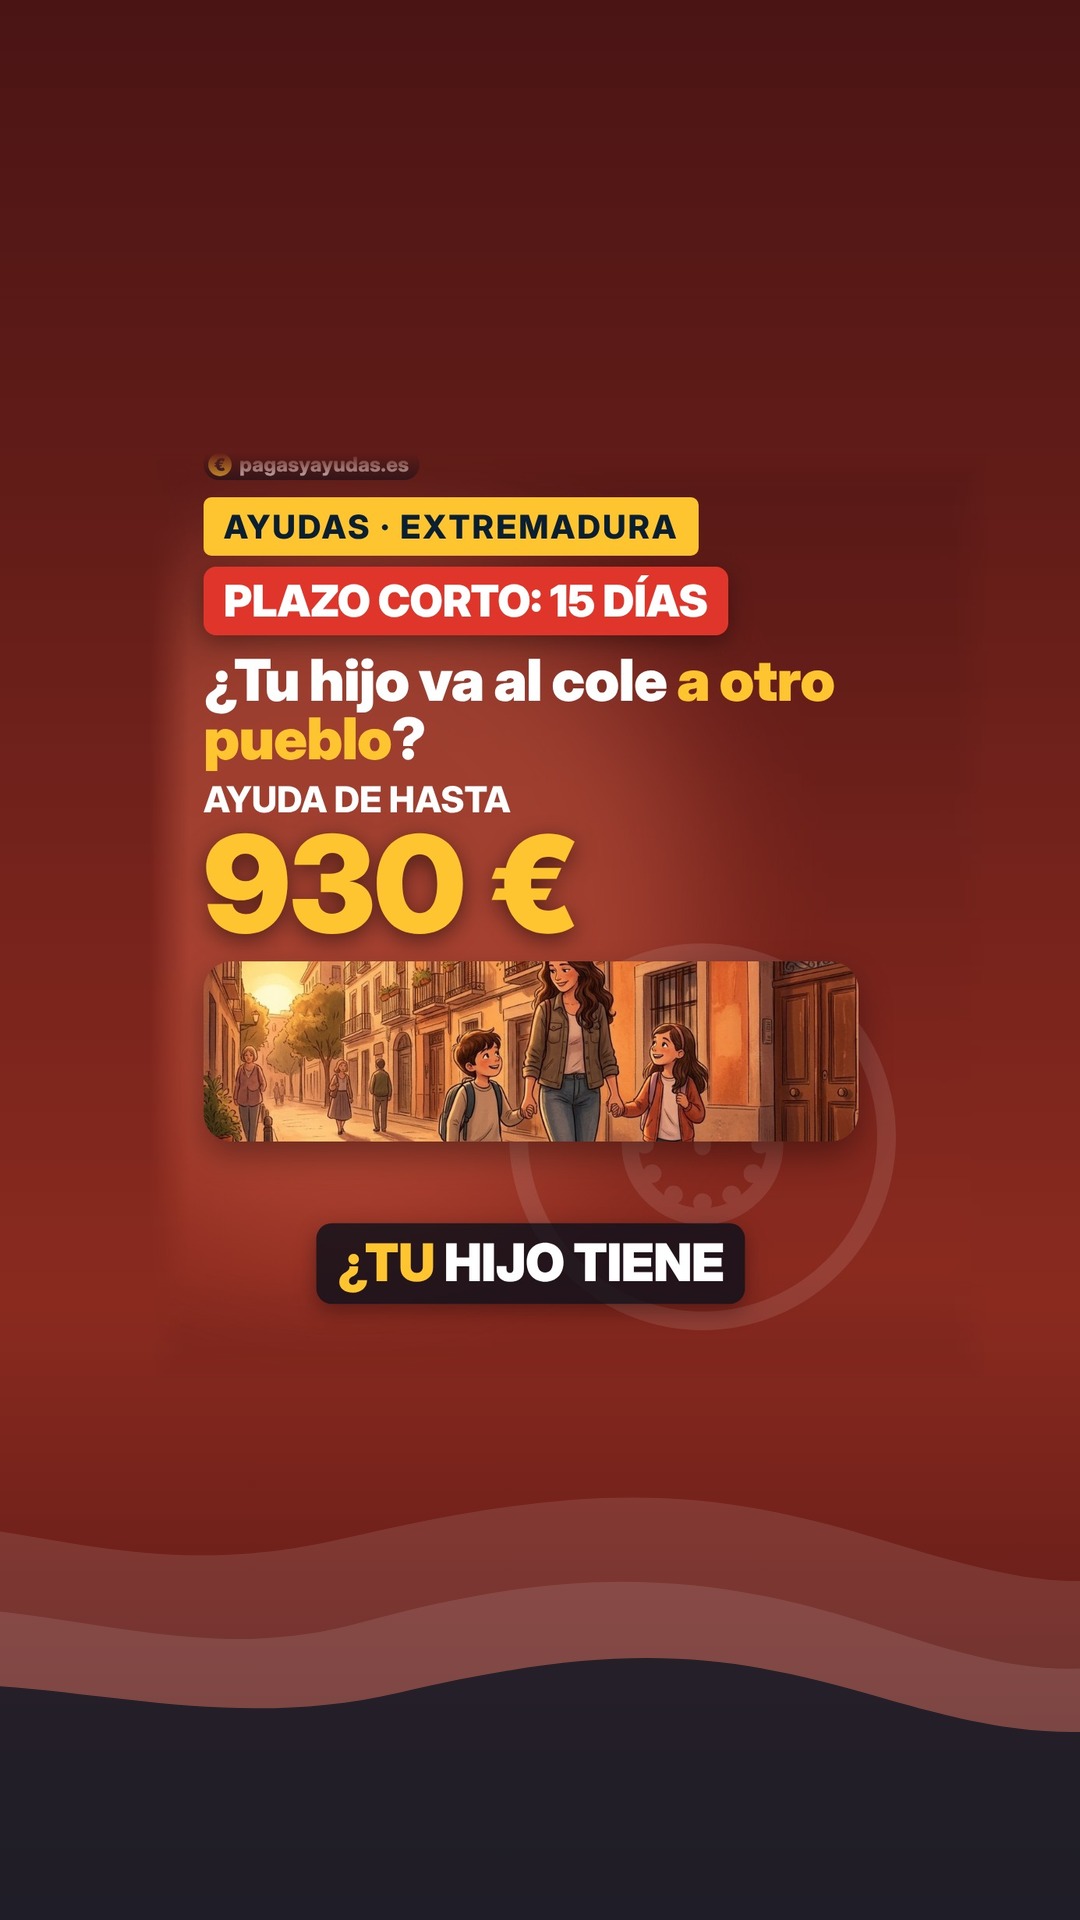 € pagasyayudas.es
AYUDAS · EXTREMADURA
PLAZO CORTO: 15 DÍAS
¿Tu hijo va al cole a otro
pueblo?
AYUDA DE HASTA
930 €
¿TU HIJO TIENE